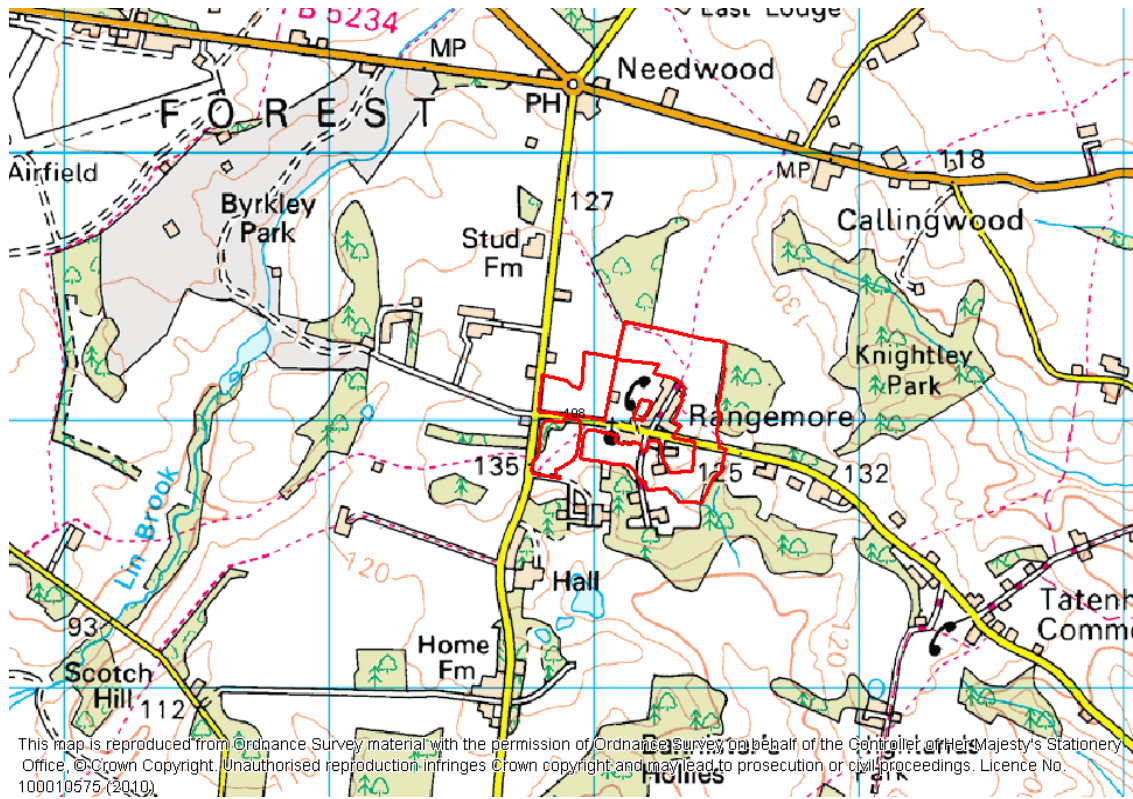 B 5234
East Lodge
MP
Needwood
FOREST
PH
Airfield
MP
118
127
Byrkley
Park
Callingwood
Stud
Fm
130
Knightley
Park
108
Rangemore
135
125
132
Lin Brook
120
Hall
93
Tatenh
Commo
Home
Fm
120
Scotch
Hill
112
Holmes
Park
This map is reproduced from Ordnance Survey material with the permission of Ordnance Survey on behalf of the Controller of Her Majesty's Stationery
Office. © Crown Copyright. Unauthorised reproduction infringes Crown copyright and may lead to prosecution or civil proceedings. Licence No.
100010575 (2010)